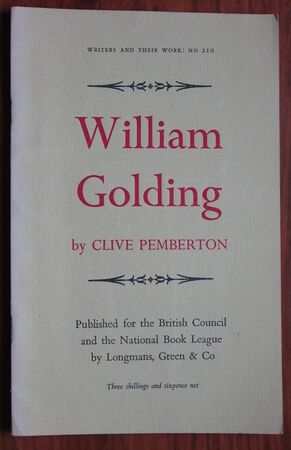 WRITERS AND THEIR WORK: NO 210
William
Golding
by CLIVE PEMBERTON
Published for the British Council
and the National Book League
by Longmans, Green & Co
Three shillings and sixpence net